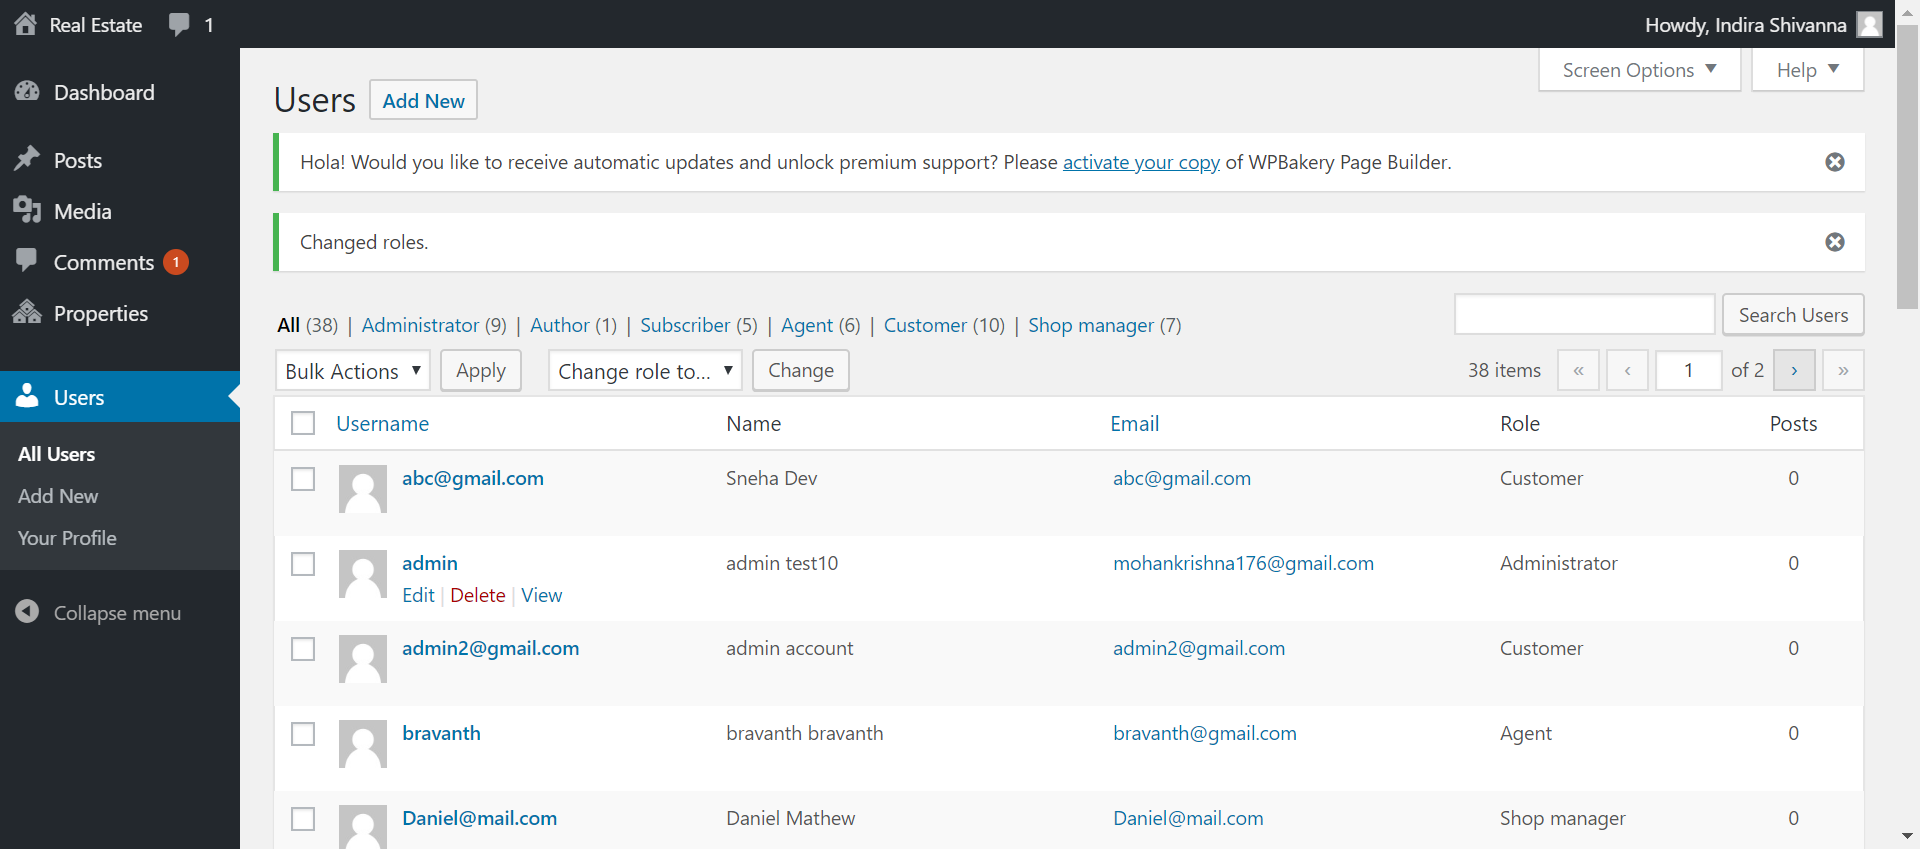 Real Estate 1 Howdy, Indira Shivanna
Dashboard
Posts
Media
Comments 1
Properties
Users
All Users
Add New
Your Profile
Collapse menu
Screen Options ▼ Help ▼
Users Add New
Hola! Would you like to receive automatic updates and unlock premium support? Please activate your copy of WPBakery Page Builder.
Changed roles.
All (38) | Administrator (9) | Author (1) | Subscriber (5) | Agent (6) | Customer (10) | Shop manager (7)
Search Users
Bulk Actions ▼ Apply Change role to... ▼ Change 38 items « ‹ 1 of 2 › »
Username Name Email Role Posts
abc@gmail.com Sneha Dev abc@gmail.com Customer 0
admin admin test10 mohankrishna176@gmail.com Administrator 0
Edit | Delete | View
admin2@gmail.com admin account admin2@gmail.com Customer 0
bravanth bravanth bravanth bravanth@gmail.com Agent 0
Daniel@mail.com Daniel Mathew Daniel@mail.com Shop manager 0